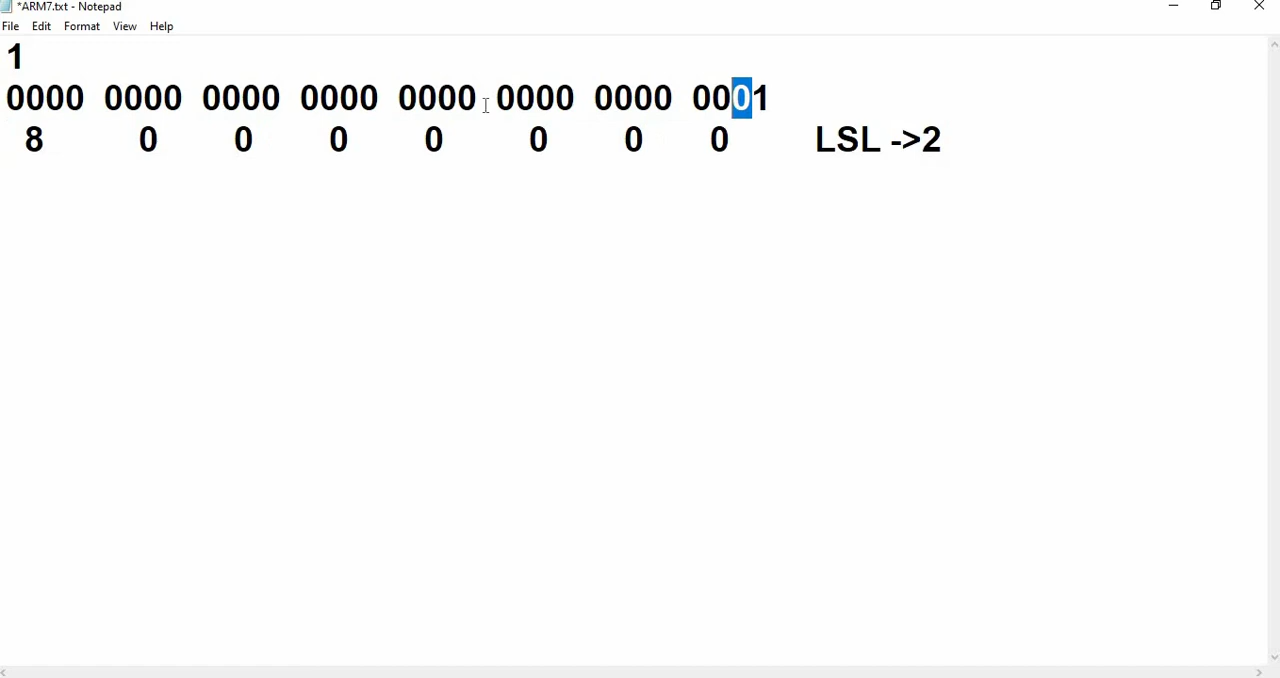 *ARM7.txt - Notepad
File Edit Format View Help
1
0000 0000 0000 0000 0000 0000 0000 0001
8 0 0 0 0 0 0 0 LSL ->2